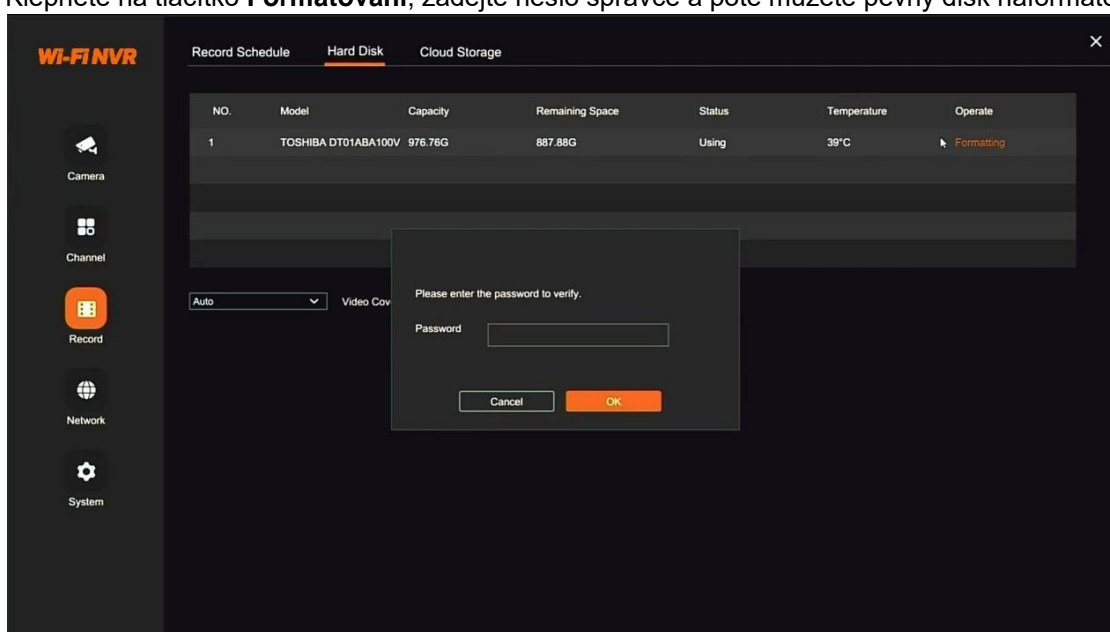 Klepněte na tlačítko Formátování, zadejte heslo správce a poté můžete pevný disk naformáto
Wi-Fi NVR
Record Schedule Hard Disk Cloud Storage
NO. Model Capacity Remaining Space Status Temperature Operate
1 TOSHIBA DT01ABA100V 976.76G 887.88G Using 39°C Formatting
Camera
Channel
Auto Video Cov
Please enter the password to verify.
Password
Record
Cancel OK
Network
System